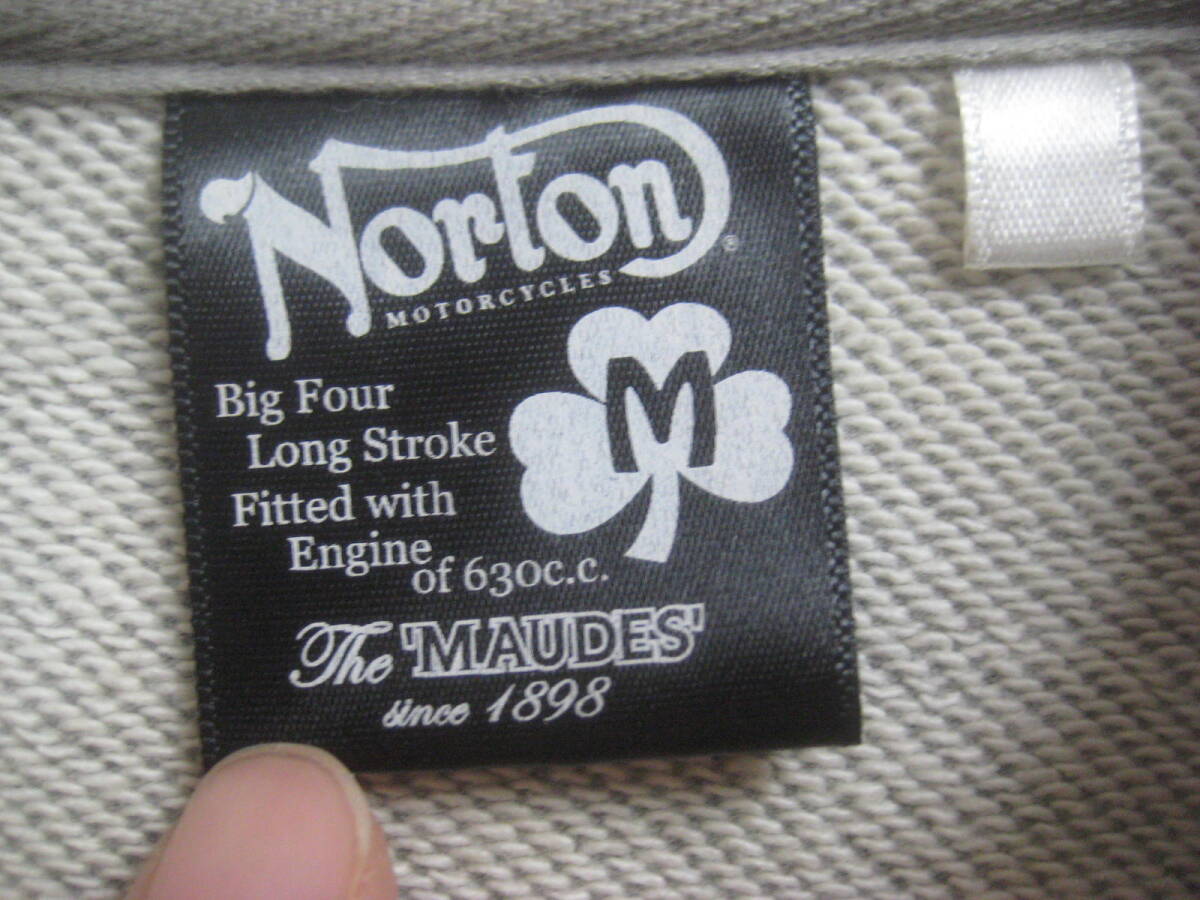 Norton®
MOTORCYCLES
M
Big Four
Long Stroke
Fitted with
Engine
of 630c.c.
The 'MAUDES'
since 1898